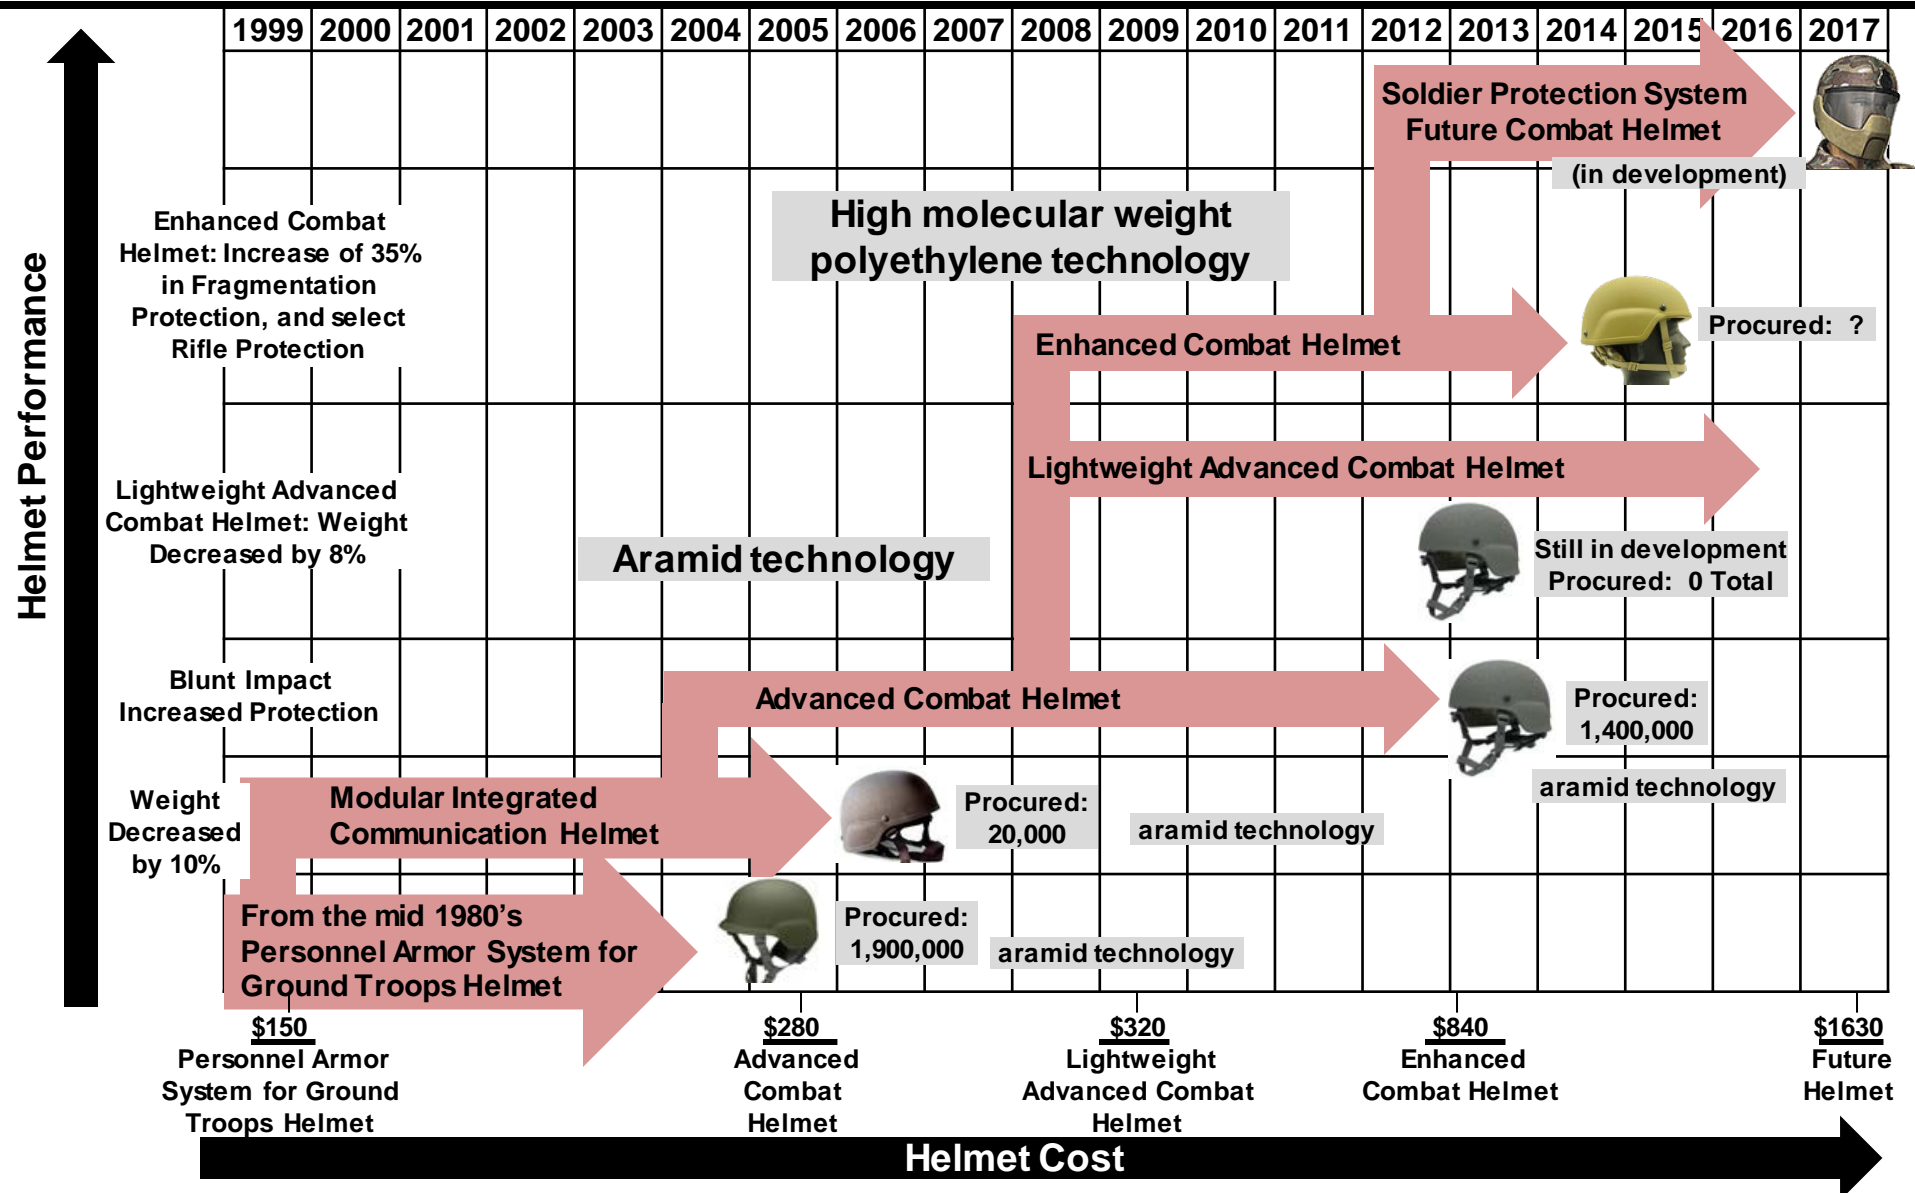 1999 2000 2001 2002 2003 2004 2005 2006 2007 2008 2009 2010 2011 2012 2013 2014 2015 2016 2017
Helmet Performance
Soldier Protection System
Future Combat Helmet
(in development)
High molecular weight
polyethylene technology
Enhanced Combat
Helmet: Increase of 35%
in Fragmentation
Protection, and select
Rifle Protection
Enhanced Combat Helmet
Procured: ?
Lightweight Advanced Combat Helmet
Lightweight Advanced
Combat Helmet: Weight
Decreased by 8%
Aramid technology
Still in development
Procured: 0 Total
Blunt Impact
Increased Protection
Advanced Combat Helmet
Procured:
1,400,000
aramid technology
Weight
Decreased
by 10%
Modular Integrated
Communication Helmet
Procured:
20,000
aramid technology
From the mid 1980's
Personnel Armor System for
Ground Troops Helmet
Procured:
1,900,000
aramid technology
$150
Personnel Armor
System for Ground
Troops Helmet
$280
Advanced
Combat
Helmet
$320
Lightweight
Advanced Combat
Helmet
$840
Enhanced
Combat Helmet
$1630
Future
Helmet
Helmet Cost